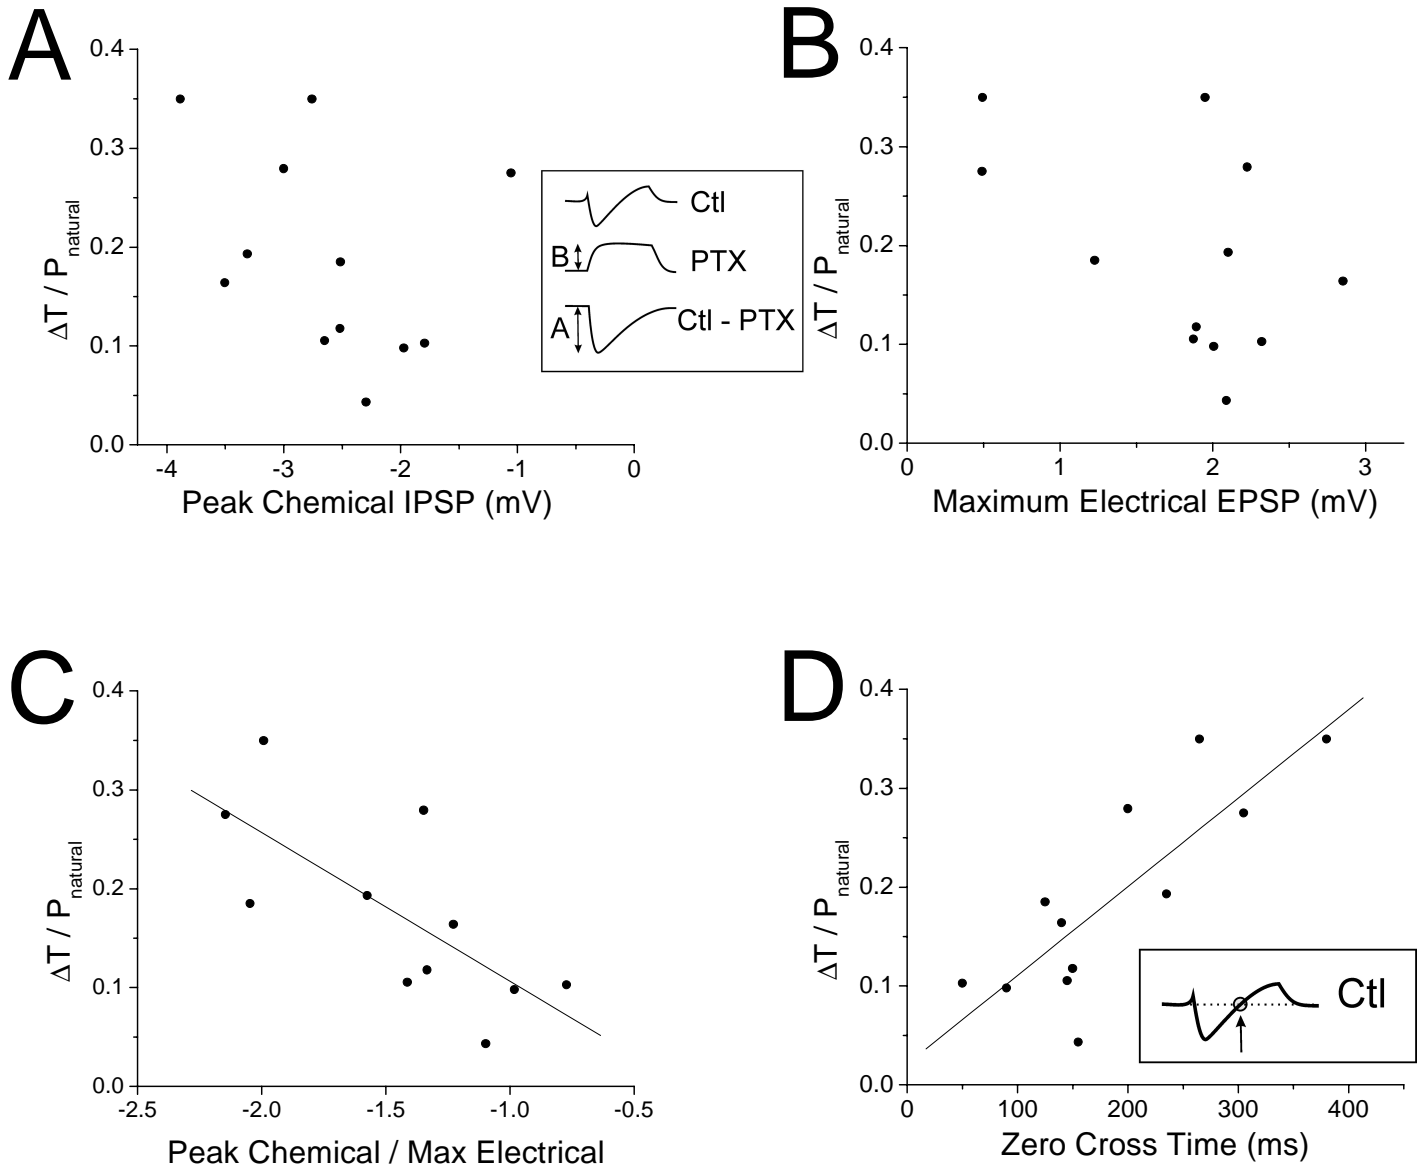 A
0.4
0.3
0.2
0.1
0.0
ΔT / Pnatural
-4 -3 -2 -1 0
Peak Chemical IPSP (mV)
Ctl
B PTX
A Ctl - PTX
B
0.4
0.3
0.2
0.1
0.0
ΔT / Pnatural
0 1 2 3
Maximum Electrical EPSP (mV)
C
0.4
0.3
0.2
0.1
0.0
ΔT / Pnatural
-2.5 -2.0 -1.5 -1.0 -0.5
Peak Chemical / Max Electrical
D
0.4
0.3
0.2
0.1
0.0
ΔT / Pnatural
0 100 200 300 400
Zero Cross Time (ms)
Ctl